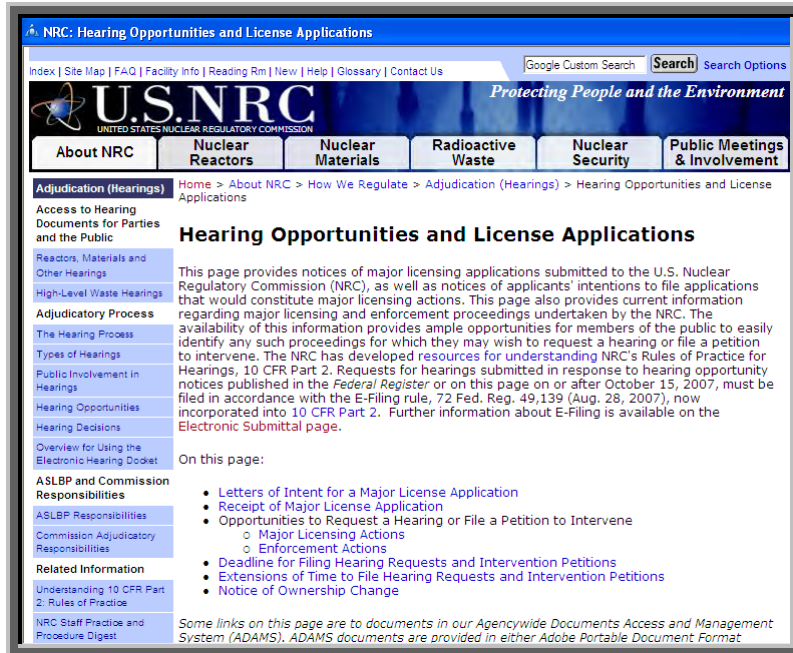 NRC: Hearing Opportunities and License Applications
Index | Site Map | FAQ | Facility Info | Reading Rm | New | Help | Glossary | Contact Us
Google Custom Search Search Search Options
U.S.NRC
UNITED STATES NUCLEAR REGULATORY COMMISSION
Protecting People and the Environment
About NRC
Nuclear
Reactors
Nuclear
Materials
Radioactive
Waste
Nuclear
Security
Public Meetings
& Involvement
Adjudication (Hearings)
Access to Hearing
Documents for Parties
and the Public
Reactors, Materials and
Other Hearings
High-Level Waste Hearings
Adjudicatory Process
The Hearing Process
Types of Hearings
Public Involvement in
Hearings
Hearing Opportunities
Hearing Decisions
Overview for Using the
Electronic Hearing Docket
ASLBP and Commission
Responsibilities
ASLBP Responsibilities
Commission Adjudicatory
Responsibilities
Related Information
Understanding 10 CFR Part
2: Rules of Practice
NRC Staff Practice and
Procedure Digest
Home > About NRC > How We Regulate > Adjudication (Hearings) > Hearing Opportunities and License
Applications
Hearing Opportunities and License Applications
This page provides notices of major licensing applications submitted to the U.S. Nuclear
Regulatory Commission (NRC), as well as notices of applicants' intentions to file applications
that would constitute major licensing actions. This page also provides current information
regarding major licensing and enforcement proceedings undertaken by the NRC. The
availability of this information provides ample opportunities for members of the public to easily
identify any such proceedings for which they may wish to request a hearing or file a petition
to intervene. The NRC has developed resources for understanding NRC's Rules of Practice for
Hearings, 10 CFR Part 2. Requests for hearings submitted in response to hearing opportunity
notices published in the Federal Register or on this page on or after October 15, 2007, must be
filed in accordance with the E-Filing rule, 72 Fed. Reg. 49,139 (Aug. 28, 2007), now
incorporated into 10 CFR Part 2. Further information about E-Filing is available on the
Electronic Submittal page.
On this page:
• Letters of Intent for a Major License Application
• Receipt of Major License Application
• Opportunities to Request a Hearing or File a Petition to Intervene
○ Major Licensing Actions
○ Enforcement Actions
• Deadline for Filing Hearing Requests and Intervention Petitions
• Extensions of Time to File Hearing Requests and Intervention Petitions
• Notice of Ownership Change
Some links on this page are to documents in our Agencywide Documents Access and Management
System (ADAMS). ADAMS documents are provided in either Adobe Portable Document Format